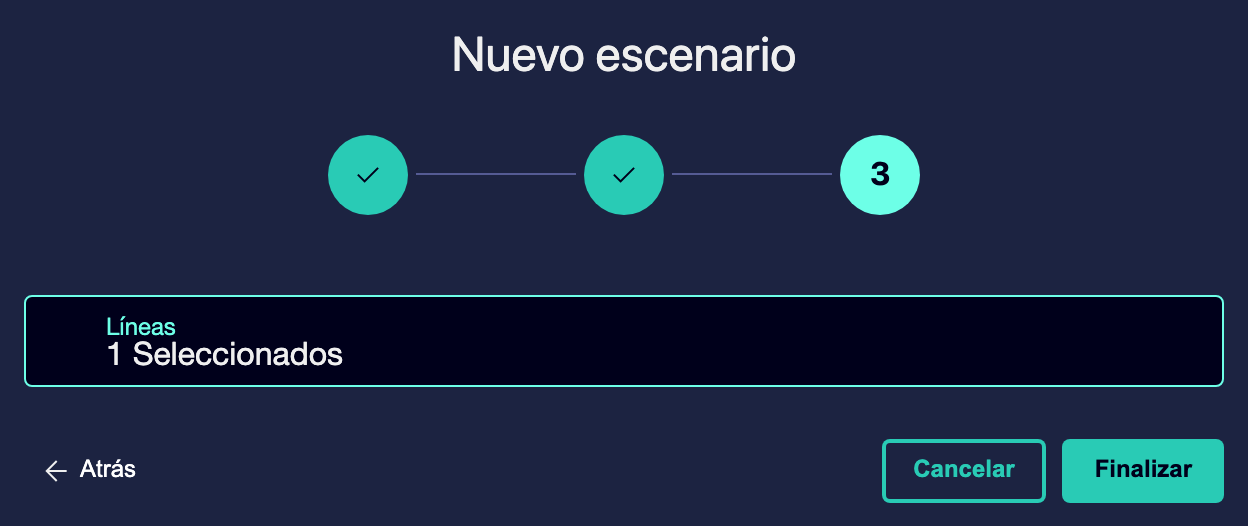 Nuevo escenario
3
Líneas
1 Seleccionados
Atrás
Cancelar
Finalizar